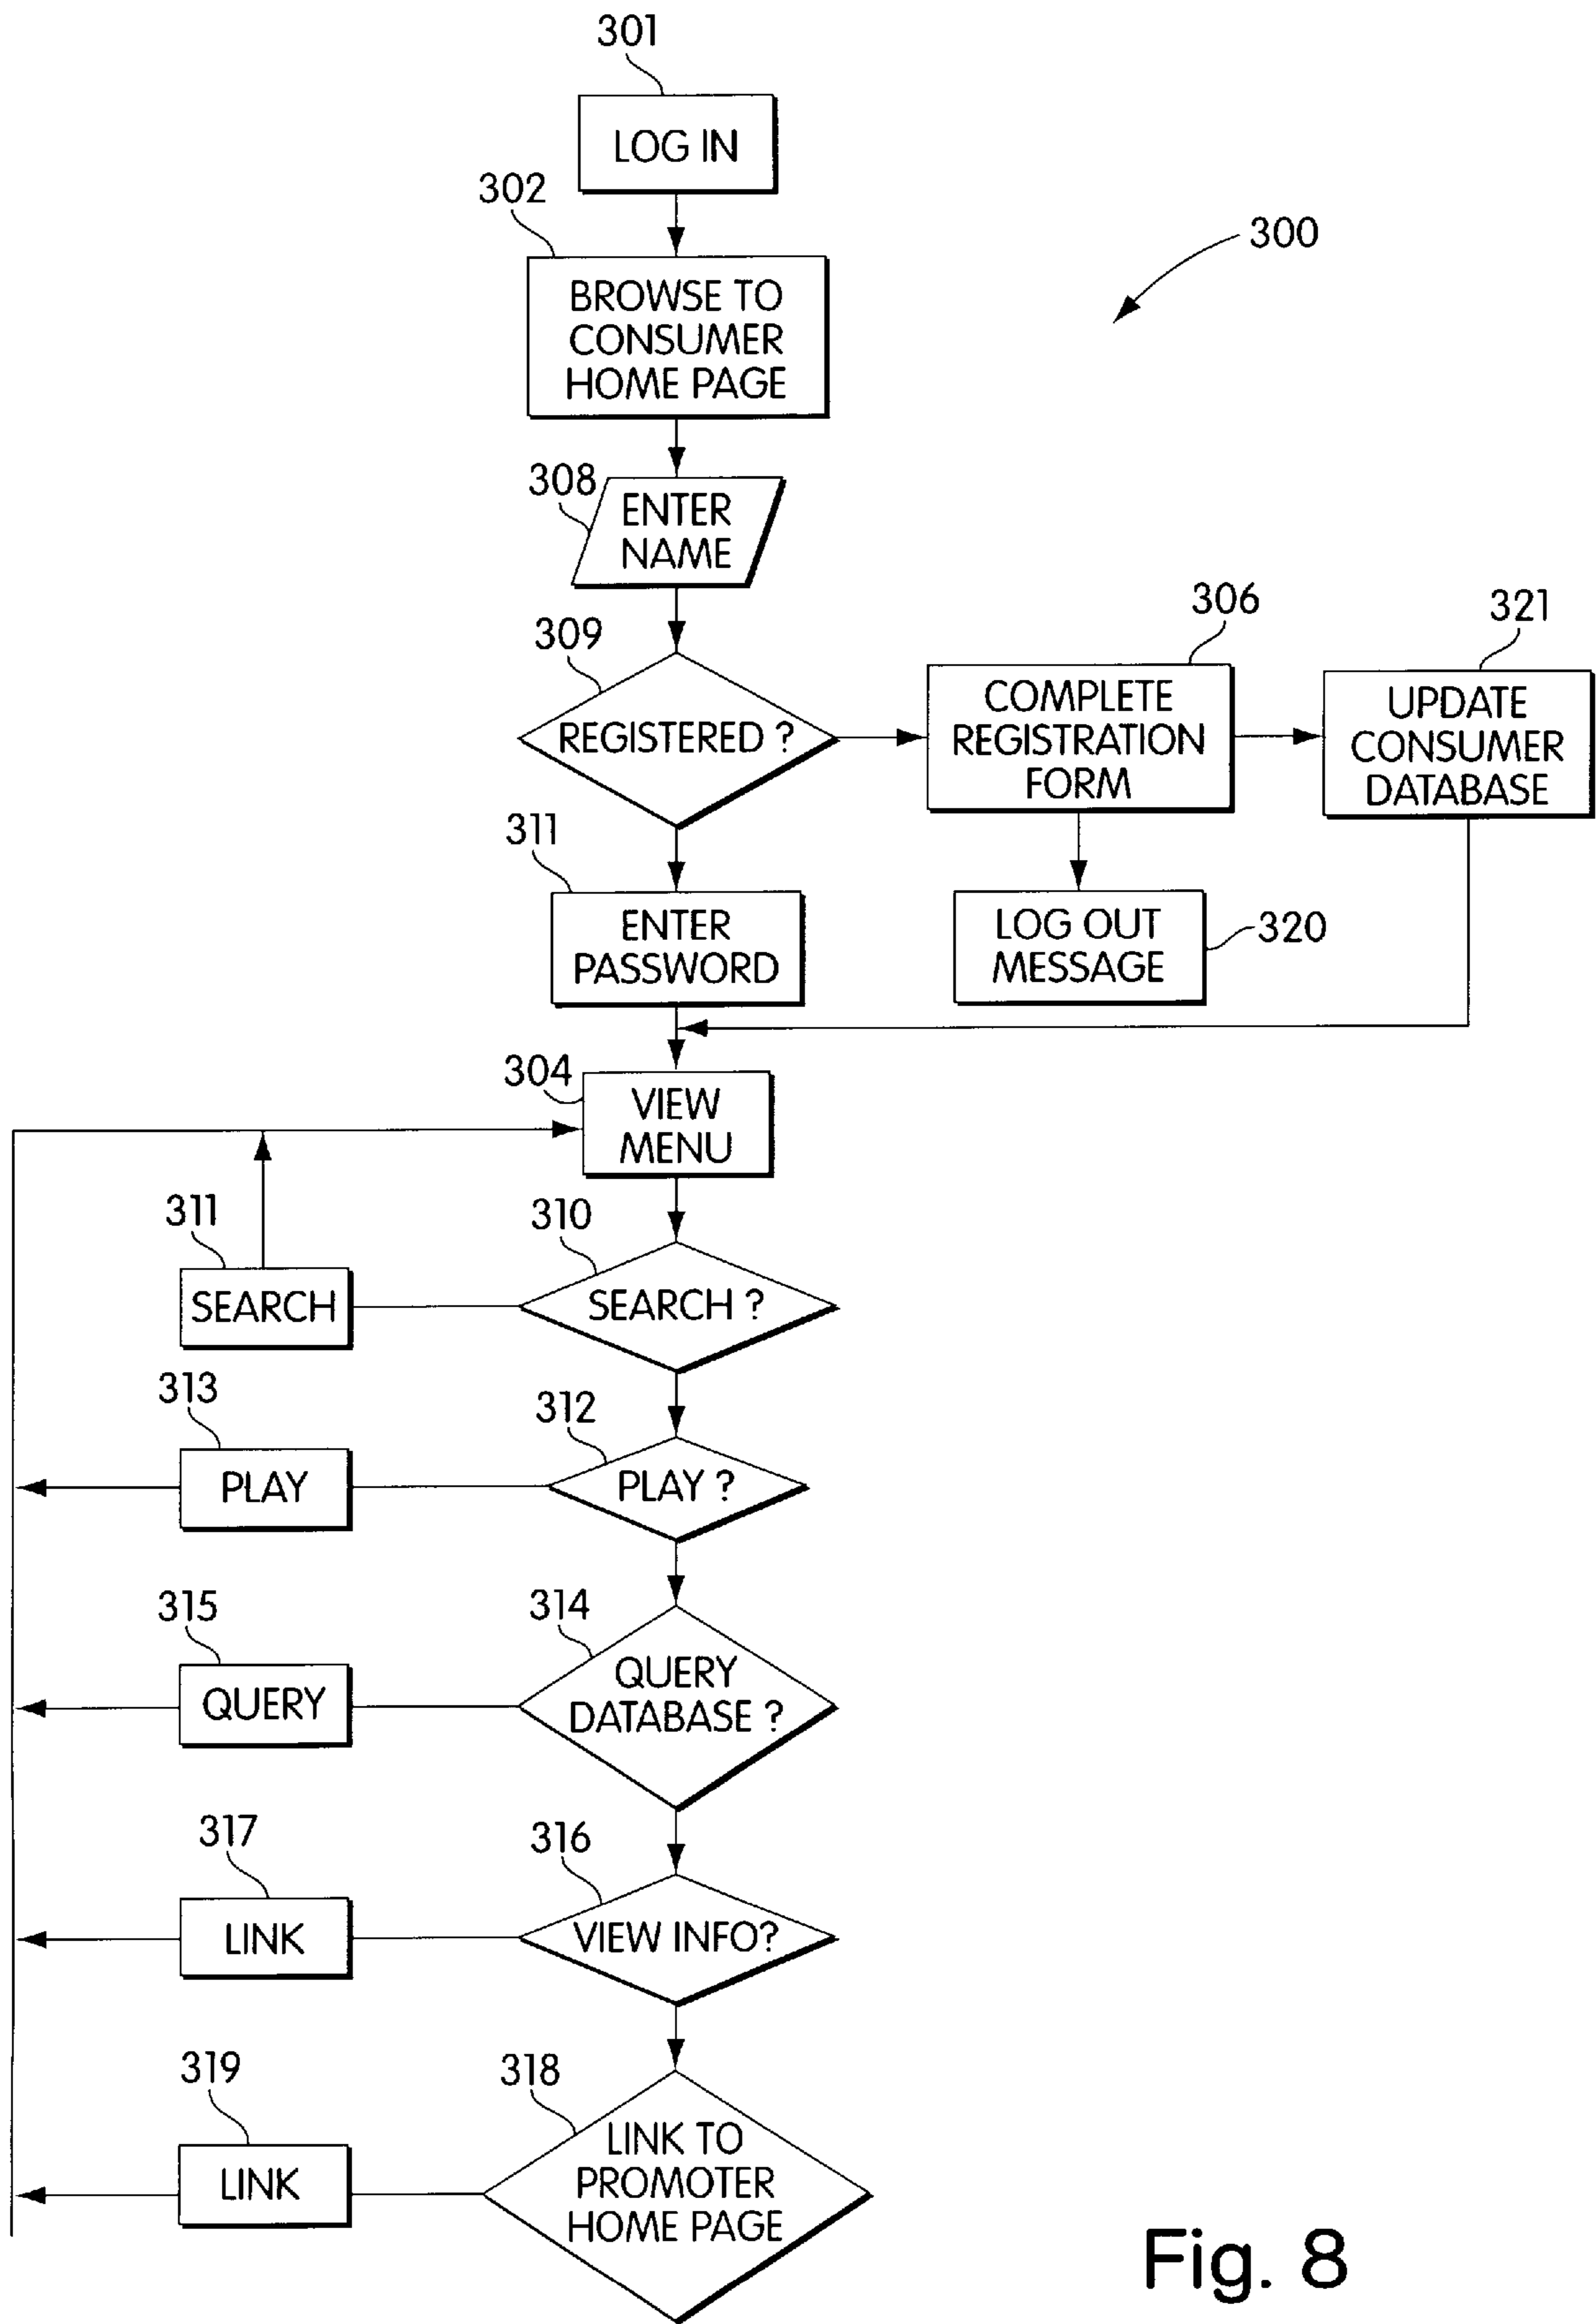 301
LOG IN
302
BROWSE TO
CONSUMER
HOME PAGE
300
308
ENTER
NAME
309
REGISTERED ?
306
COMPLETE
REGISTRATION
FORM
321
UPDATE
CONSUMER
DATABASE
311
ENTER
PASSWORD
LOG OUT
MESSAGE
320
304
VIEW
MENU
311
SEARCH
310
SEARCH ?
313
PLAY
312
PLAY ?
315
QUERY
314
QUERY
DATABASE ?
317
LINK
316
VIEW INFO?
319
LINK
318
LINK TO
PROMOTER
HOME PAGE
Fig. 8